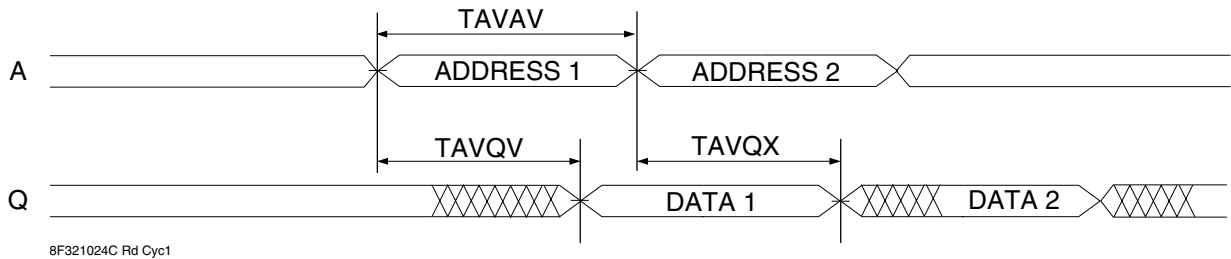 TAVAV
A
ADDRESS 1
ADDRESS 2
TAVQV
TAVQX
Q
DATA 1
DATA 2
8F321024C Rd Cyc1